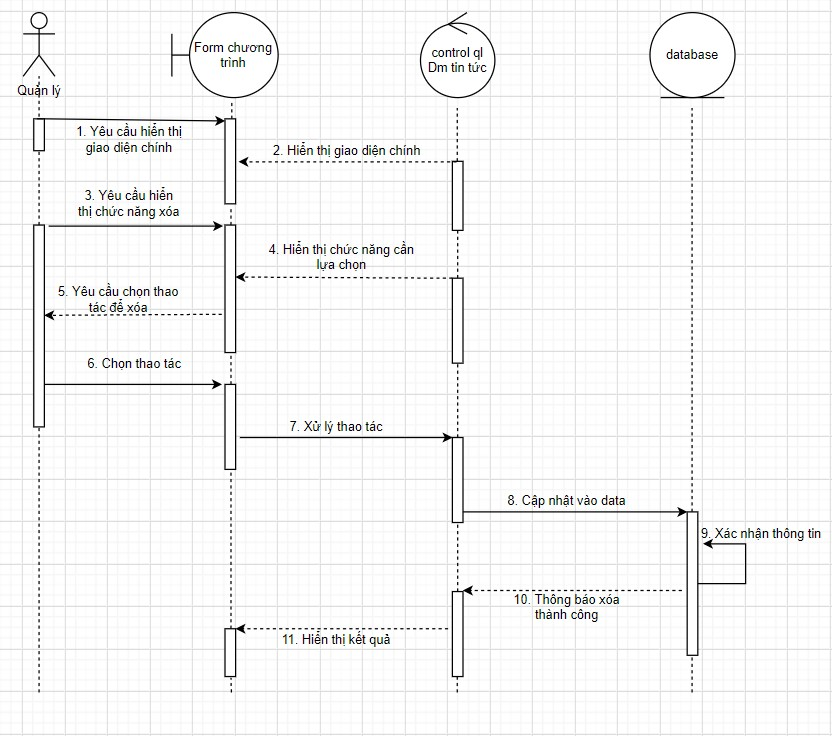 Form chương
trình
control ql
Dm tin tức
database
Quản lý
1. Yêu cầu hiển thị
giao diện chính
2. Hiển thị giao diện chính
3. Yêu cầu hiển
thị chức năng xóa
4. Hiển thị chức năng cần
lựa chọn
5. Yêu cầu chọn thao
tác để xóa
6. Chọn thao tác
7. Xử lý thao tác
8. Cập nhật vào data
9. Xác nhận thông tin
10. Thông báo xóa
thành công
11. Hiển thị kết quả